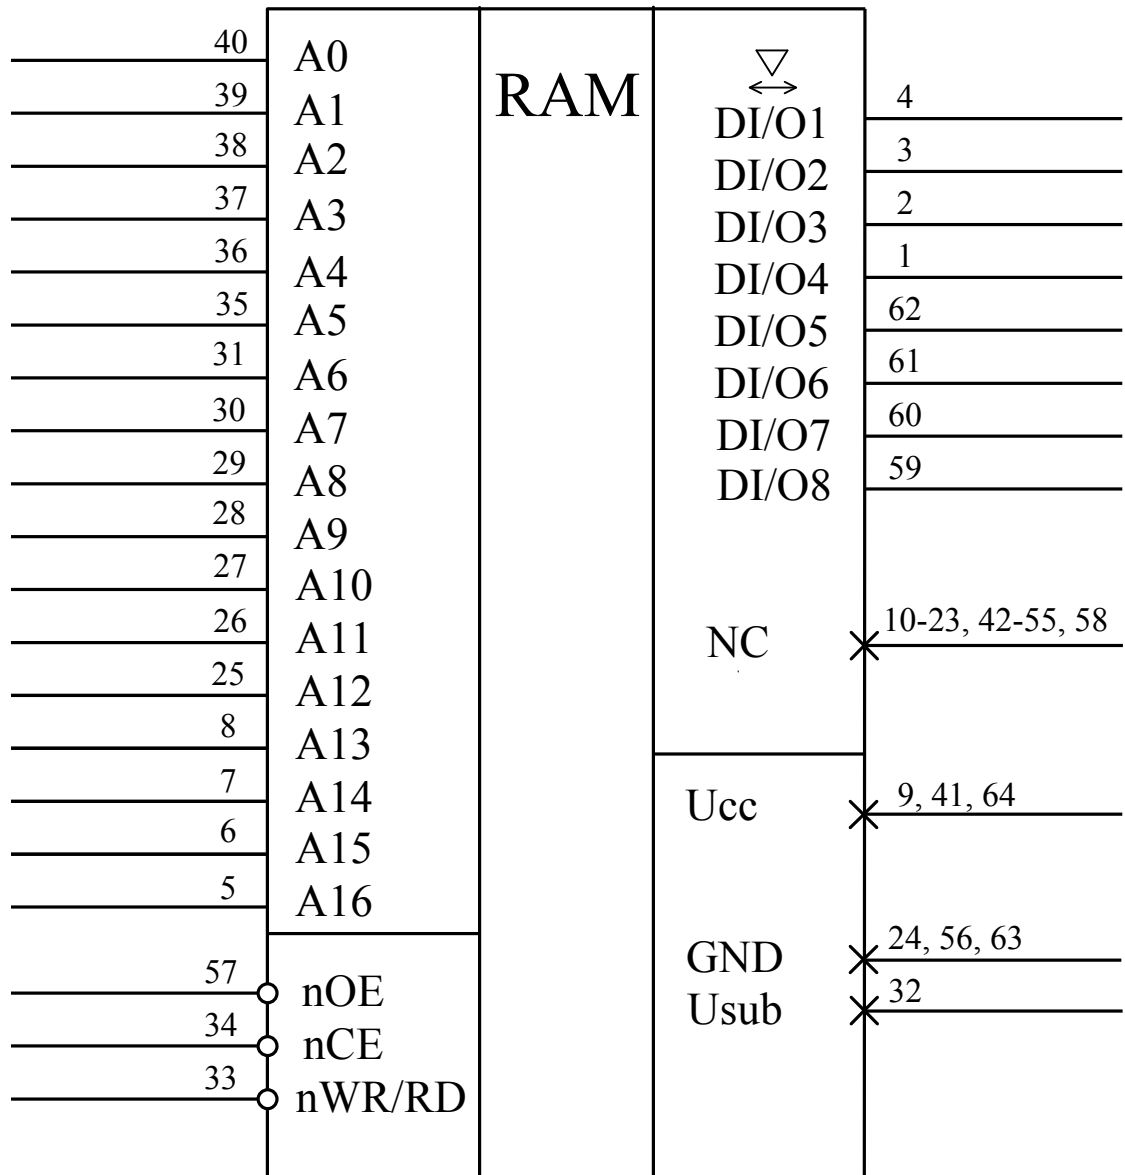 RAM
40 A0
39 A1
38 A2
37 A3
36 A4
35 A5
31 A6
30 A7
29 A8
28 A9
27 A10
26 A11
25 A12
8 A13
7 A14
6 A15
5 A16
57 nOE
34 nCE
33 nWR/RD
DI/O1 4
DI/O2 3
DI/O3 2
DI/O4 1
DI/O5 62
DI/O6 61
DI/O7 60
DI/O8 59
NC 10-23, 42-55, 58
Ucc 9, 41, 64
GND 24, 56, 63
Usub 32